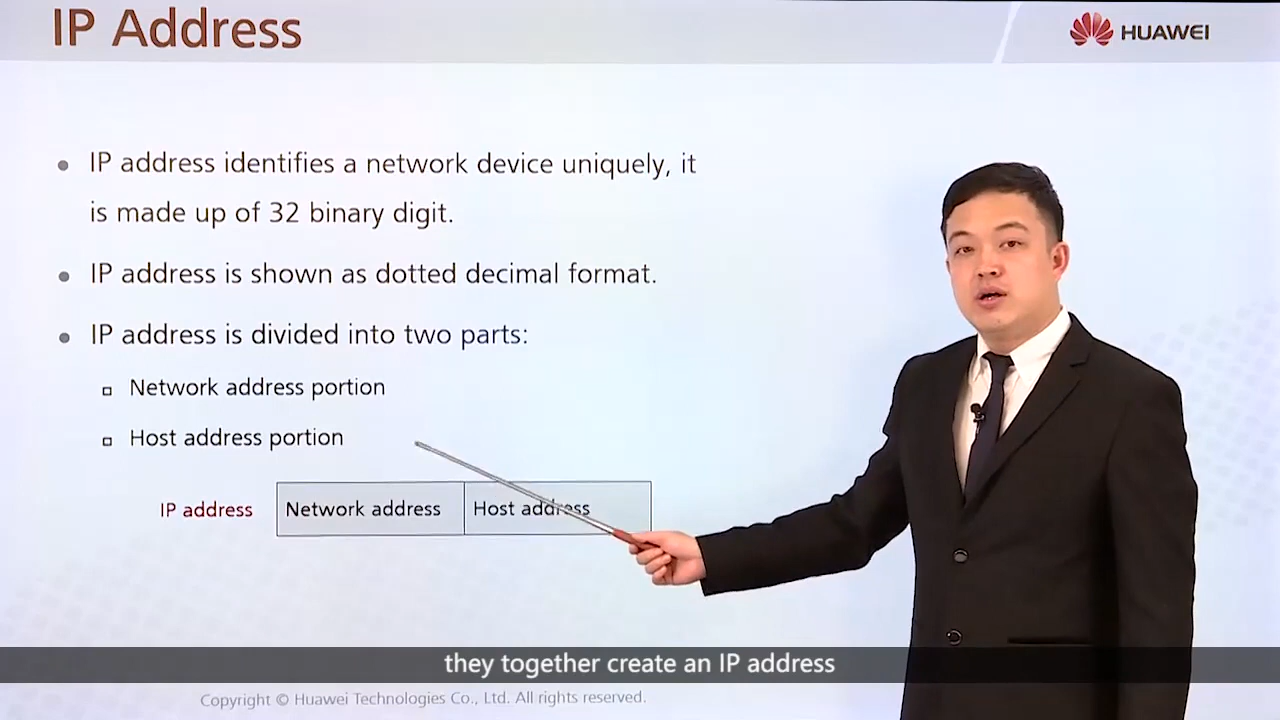 IP Address
HUAWEI
IP address identifies a network device uniquely, it
is made up of 32 binary digit.
IP address is shown as dotted decimal format.
IP address is divided into two parts:
Network address portion
Host address portion
IP address
Network address
Host address
they together create an IP address
Copyright © Huawei Technologies Co., Ltd. All rights reserved.